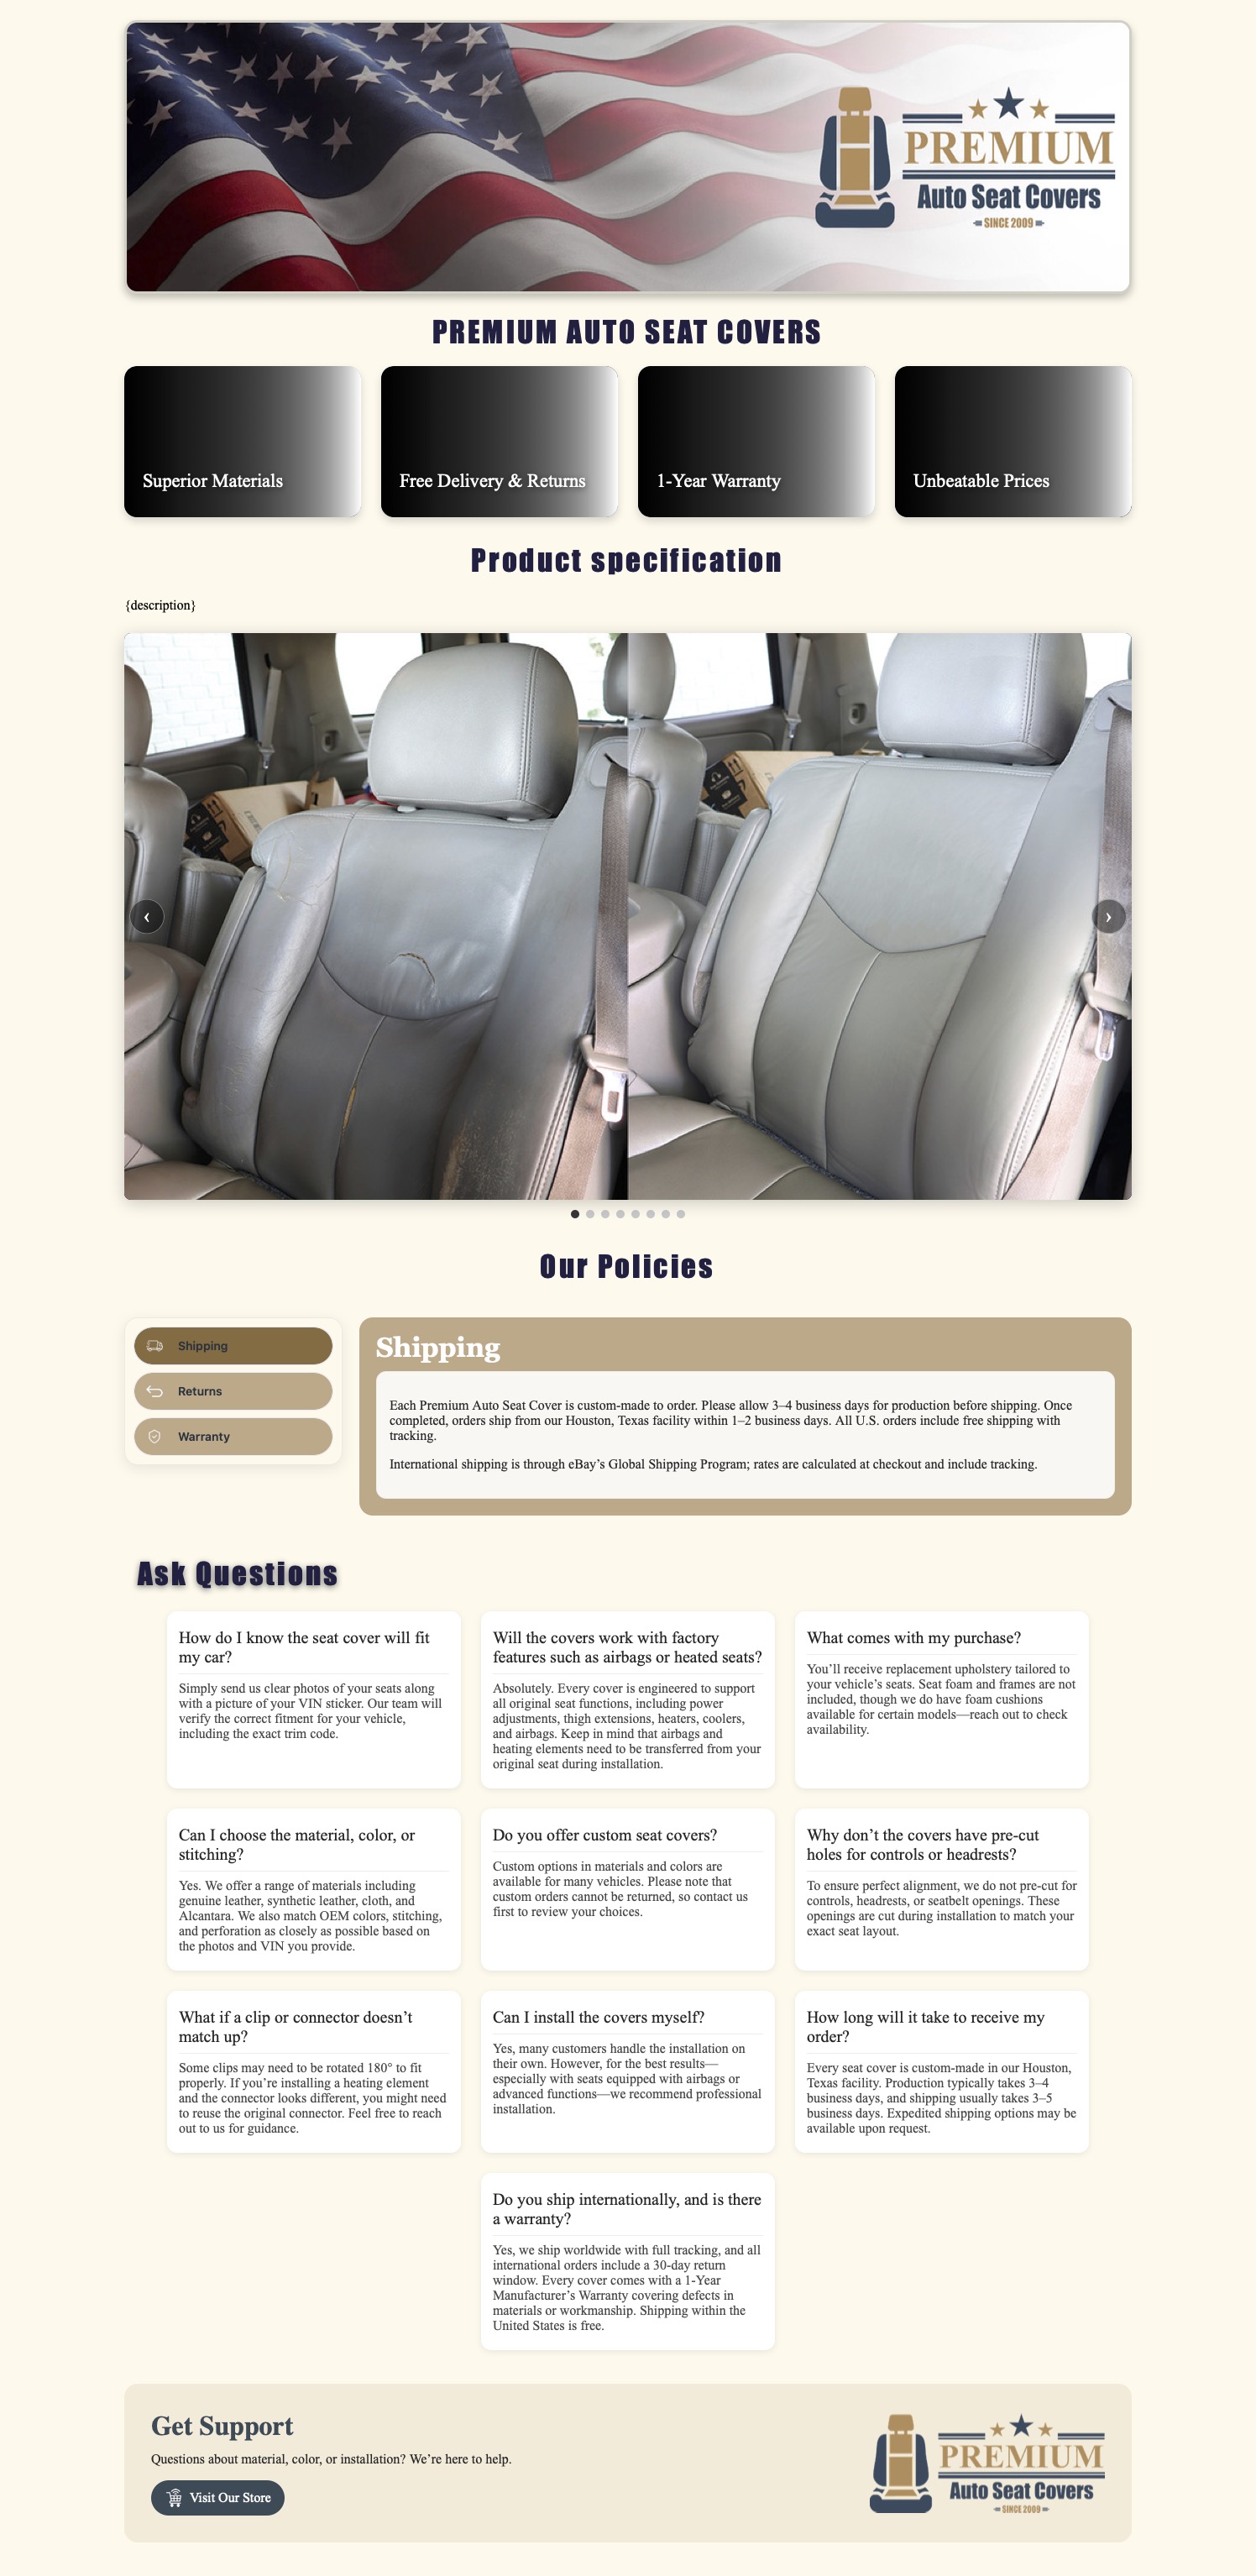 PREMIUM
Auto Seat Covers
SINCE 2009
PREMIUM AUTO SEAT COVERS
Superior Materials
Free Delivery & Returns
1-Year Warranty
Unbeatable Prices
Product specification
{description}
‹
›
Our Policies
Shipping
Returns
Warranty
Shipping
Each Premium Auto Seat Cover is custom-made to order. Please allow 3–4 business days for production before shipping. Once
completed, orders ship from our Houston, Texas facility within 1–2 business days. All U.S. orders include free shipping with
tracking.
International shipping is through eBay’s Global Shipping Program; rates are calculated at checkout and include tracking.
Ask Questions
How do I know the seat cover will fit
my car?
Simply send us clear photos of your seats along
with a picture of your VIN sticker. Our team will
verify the correct fitment for your vehicle,
including the exact trim code.
Will the covers work with factory
features such as airbags or heated seats?
Absolutely. Every cover is engineered to support
all original seat functions, including power
adjustments, thigh extensions, heaters, coolers,
and airbags. Keep in mind that airbags and
heating elements need to be transferred from your
original seat during installation.
What comes with my purchase?
You’ll receive replacement upholstery tailored to
your vehicle’s seats. Seat foam and frames are not
included, though we do have foam cushions
available for certain models—reach out to check
availability.
Can I choose the material, color, or
stitching?
Yes. We offer a range of materials including
genuine leather, synthetic leather, cloth, and
Alcantara. We also match OEM colors, stitching,
and perforation as closely as possible based on
the photos and VIN you provide.
Do you offer custom seat covers?
Custom options in materials and colors are
available for many vehicles. Please note that
custom orders cannot be returned, so contact us
first to review your choices.
Why don’t the covers have pre-cut
holes for controls or headrests?
To ensure perfect alignment, we do not pre-cut for
controls, headrests, or seatbelt openings. These
openings are cut during installation to match your
exact seat layout.
What if a clip or connector doesn’t
match up?
Some clips may need to be rotated 180° to fit
properly. If you’re installing a heating element
and the connector looks different, you might need
to reuse the original connector. Feel free to reach
out to us for guidance.
Can I install the covers myself?
Yes, many customers handle the installation on
their own. However, for the best results—
especially with seats equipped with airbags or
advanced functions—we recommend professional
installation.
How long will it take to receive my
order?
Every seat cover is custom-made in our Houston,
Texas facility. Production typically takes 3–4
business days, and shipping usually takes 3–5
business days. Expedited shipping options may be
available upon request.
Do you ship internationally, and is there
a warranty?
Yes, we ship worldwide with full tracking, and all
international orders include a 30-day return
window. Every cover comes with a 1-Year
Manufacturer’s Warranty covering defects in
materials or workmanship. Shipping within the
United States is free.
Get Support
Questions about material, color, or installation? We’re here to help.
Visit Our Store
PREMIUM
Auto Seat Covers
SINCE 2009